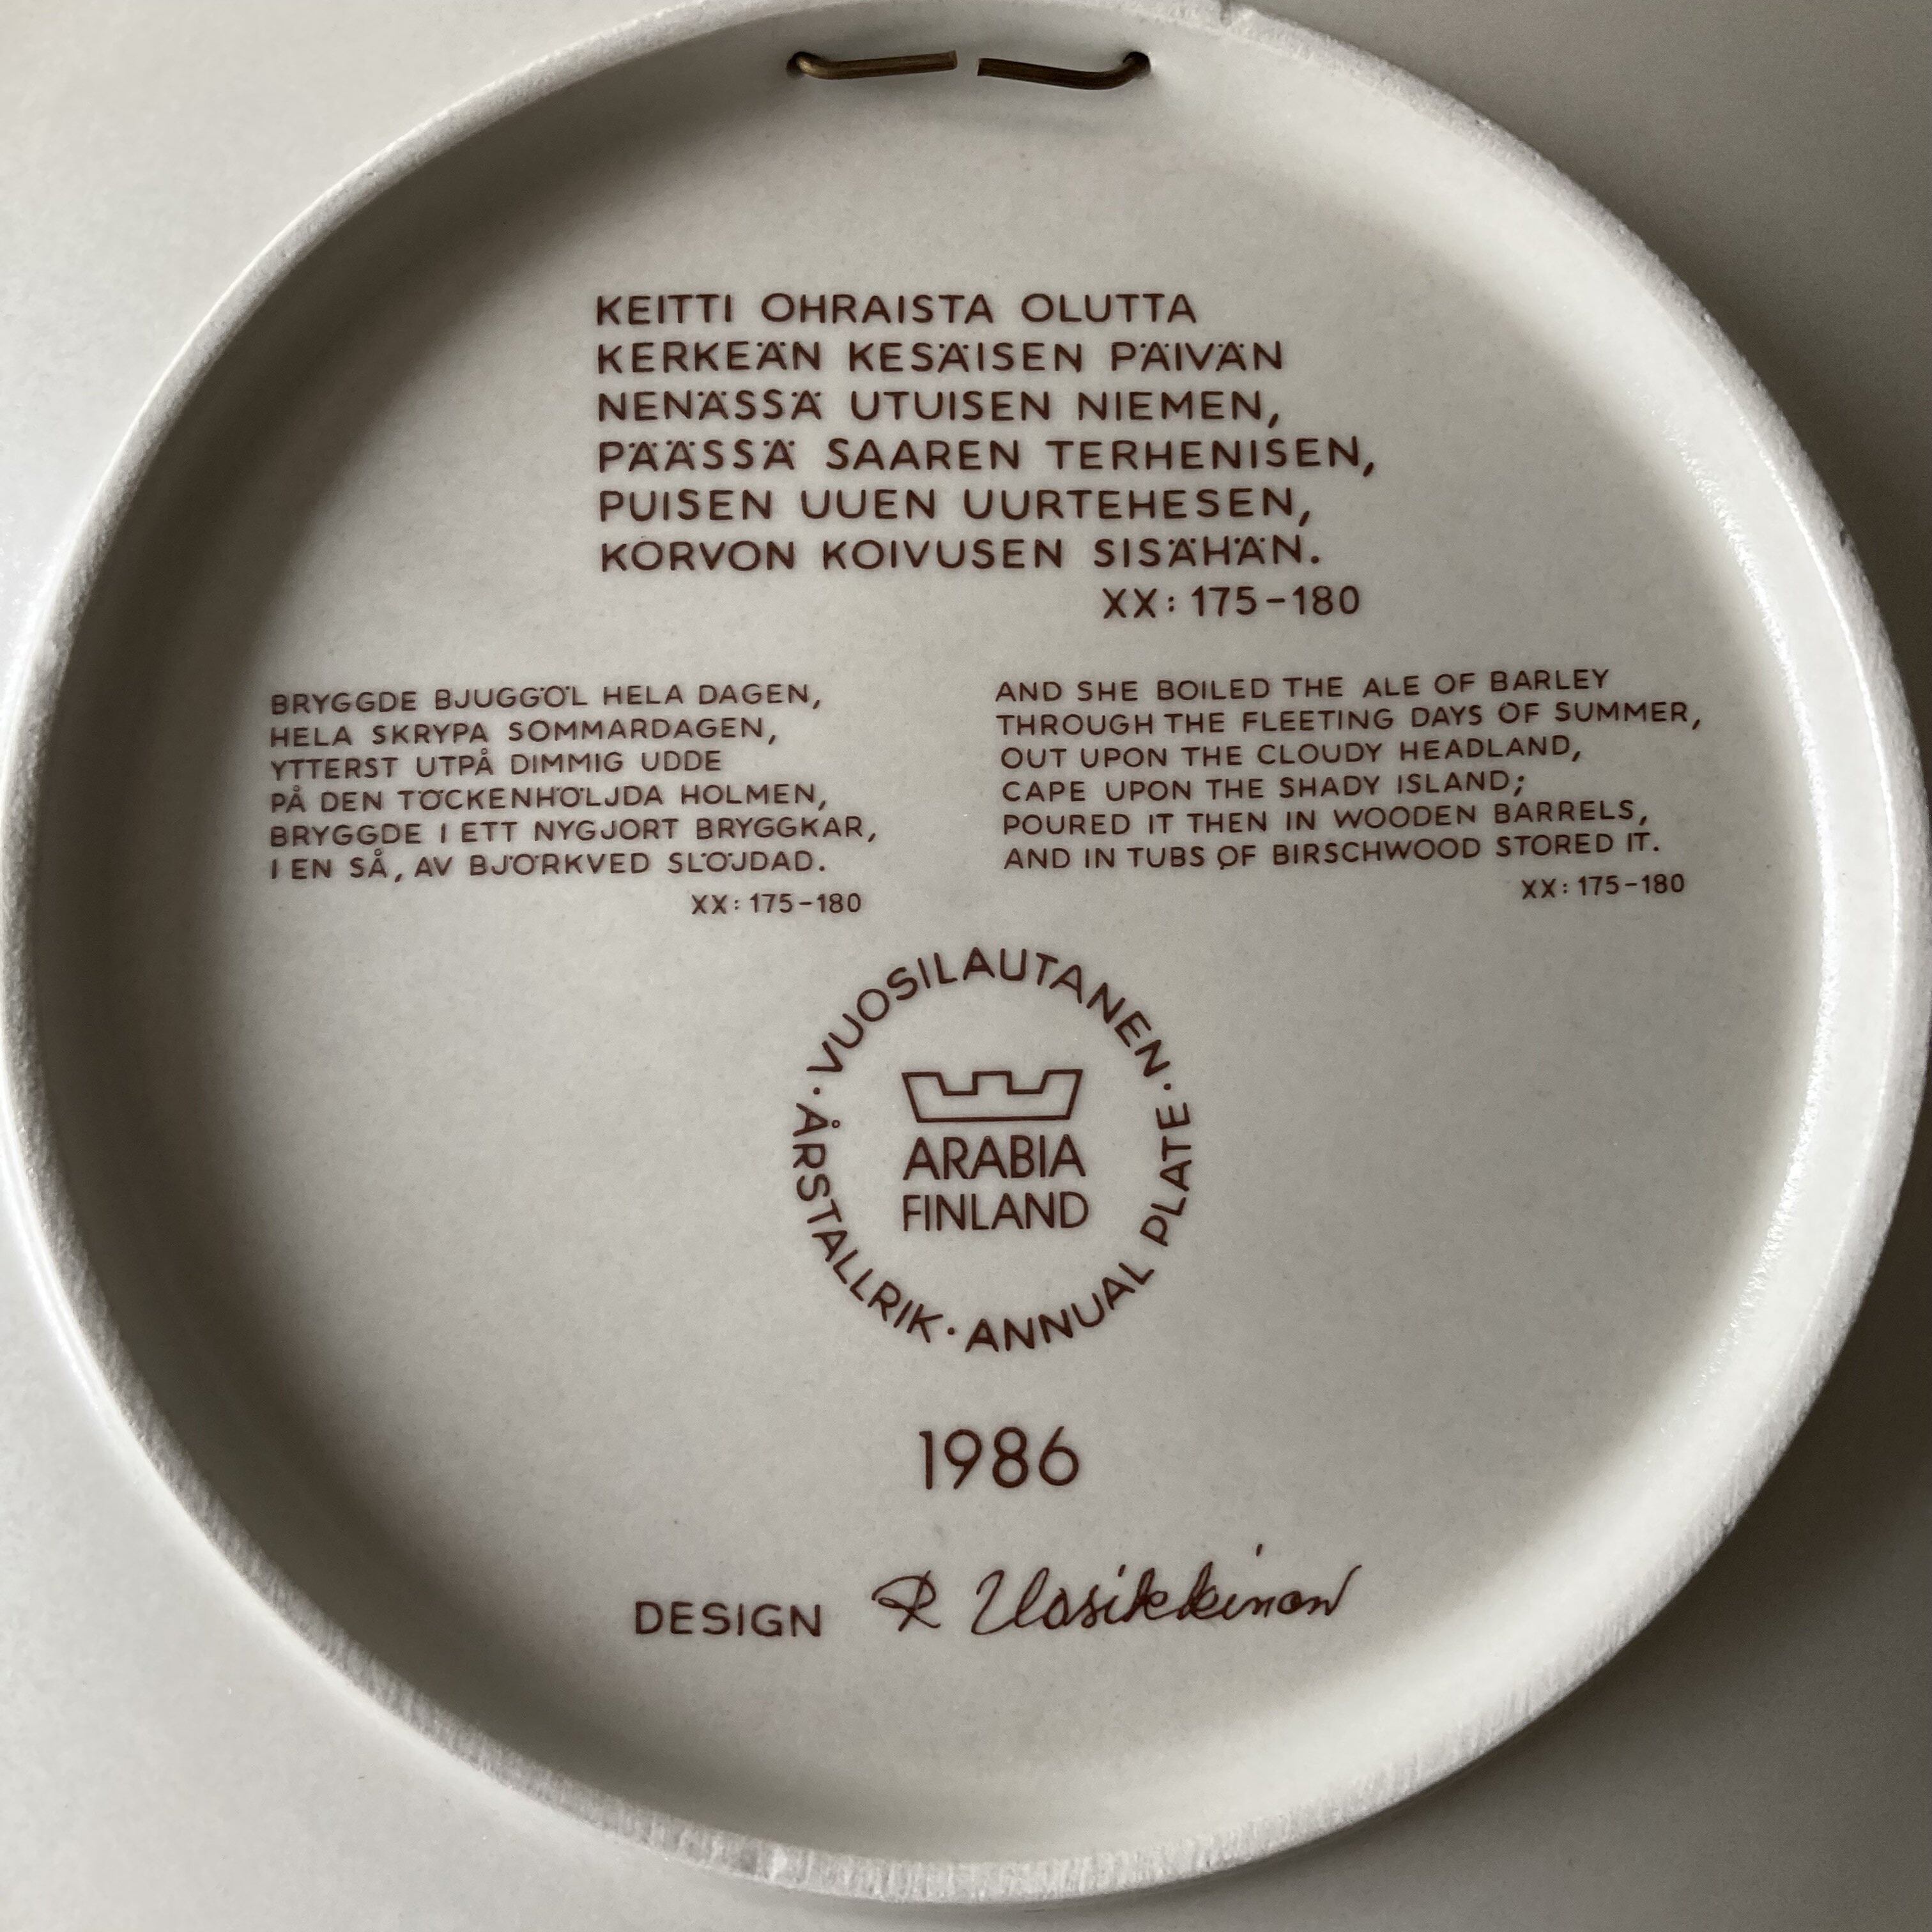 KEITTI OHRAISTA OLUTTA
KERKEÄN KESÄISEN PÄIVÄN
NENÄSSÄ UTUISEN NIEMEN,
PÄÄSSÄ SAAREN TERHENISEN,
PUISEN UUEN UURTEHESEN,
KORVON KOIVUSEN SISÄHÄN.
XX: 175-180
BRYGGDE BJUGGÖL HELA DAGEN,
HELA SKRYPA SOMMARDAGEN,
YTTERST UTPÅ DIMMIG UDDE
PÅ DEN TÖCKENHÖLJDA HOLMEN,
BRYGGDE I ETT NYGJORT BRYGGKAR,
I EN SÅ, AV BJÖRKVED SLÖJDAD.
XX: 175-180
AND SHE BOILED THE ALE OF BARLEY
THROUGH THE FLEETING DAYS OF SUMMER,
OUT UPON THE CLOUDY HEADLAND,
CAPE UPON THE SHADY ISLAND;
POURED IT THEN IN WOODEN BARRELS,
AND IN TUBS OF BIRSCHWOOD STORED IT.
XX: 175-180
· VUOSILAUTANEN · ANNUAL PLATE · ÅRSTALLRIK
ARABIA
FINLAND
1986
DESIGN R Uosikkinen